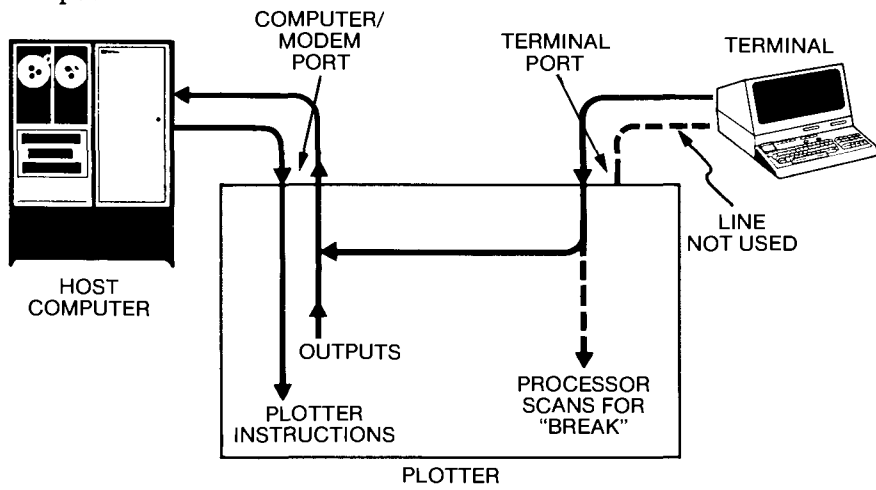 COMPUTER/
MODEM
PORT
TERMINAL
PORT
TERMINAL
LINE
NOT USED
HOST
COMPUTER
OUTPUTS
PLOTTER
INSTRUCTIONS
PROCESSOR
SCANS FOR
"BREAK"
PLOTTER